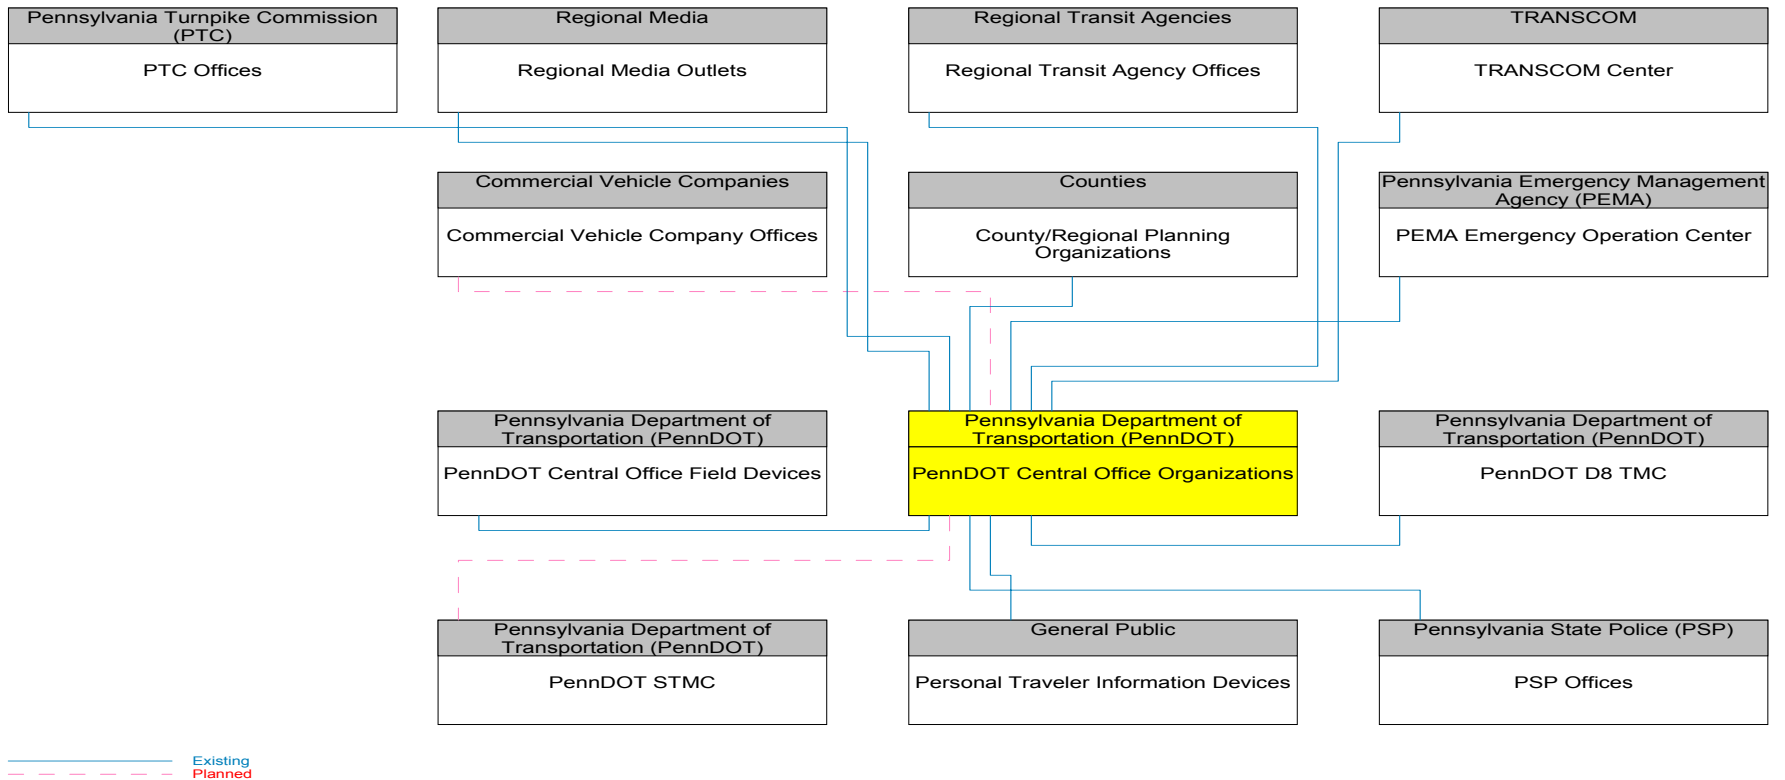 Pennsylvania Turnpike Commission
(PTC)
PTC Offices
Regional Media
Regional Media Outlets
Regional Transit Agencies
Regional Transit Agency Offices
TRANSCOM
TRANSCOM Center
Commercial Vehicle Companies
Commercial Vehicle Company Offices
Counties
County/Regional Planning
Organizations
Pennsylvania Emergency Management
Agency (PEMA)
PEMA Emergency Operation Center
Pennsylvania Department of
Transportation (PennDOT)
PennDOT Central Office Field Devices
Pennsylvania Department of
Transportation (PennDOT)
PennDOT Central Office Organizations
Pennsylvania Department of
Transportation (PennDOT)
PennDOT D8 TMC
Pennsylvania Department of
Transportation (PennDOT)
PennDOT STMC
General Public
Personal Traveler Information Devices
Pennsylvania State Police (PSP)
PSP Offices
Existing
Planned